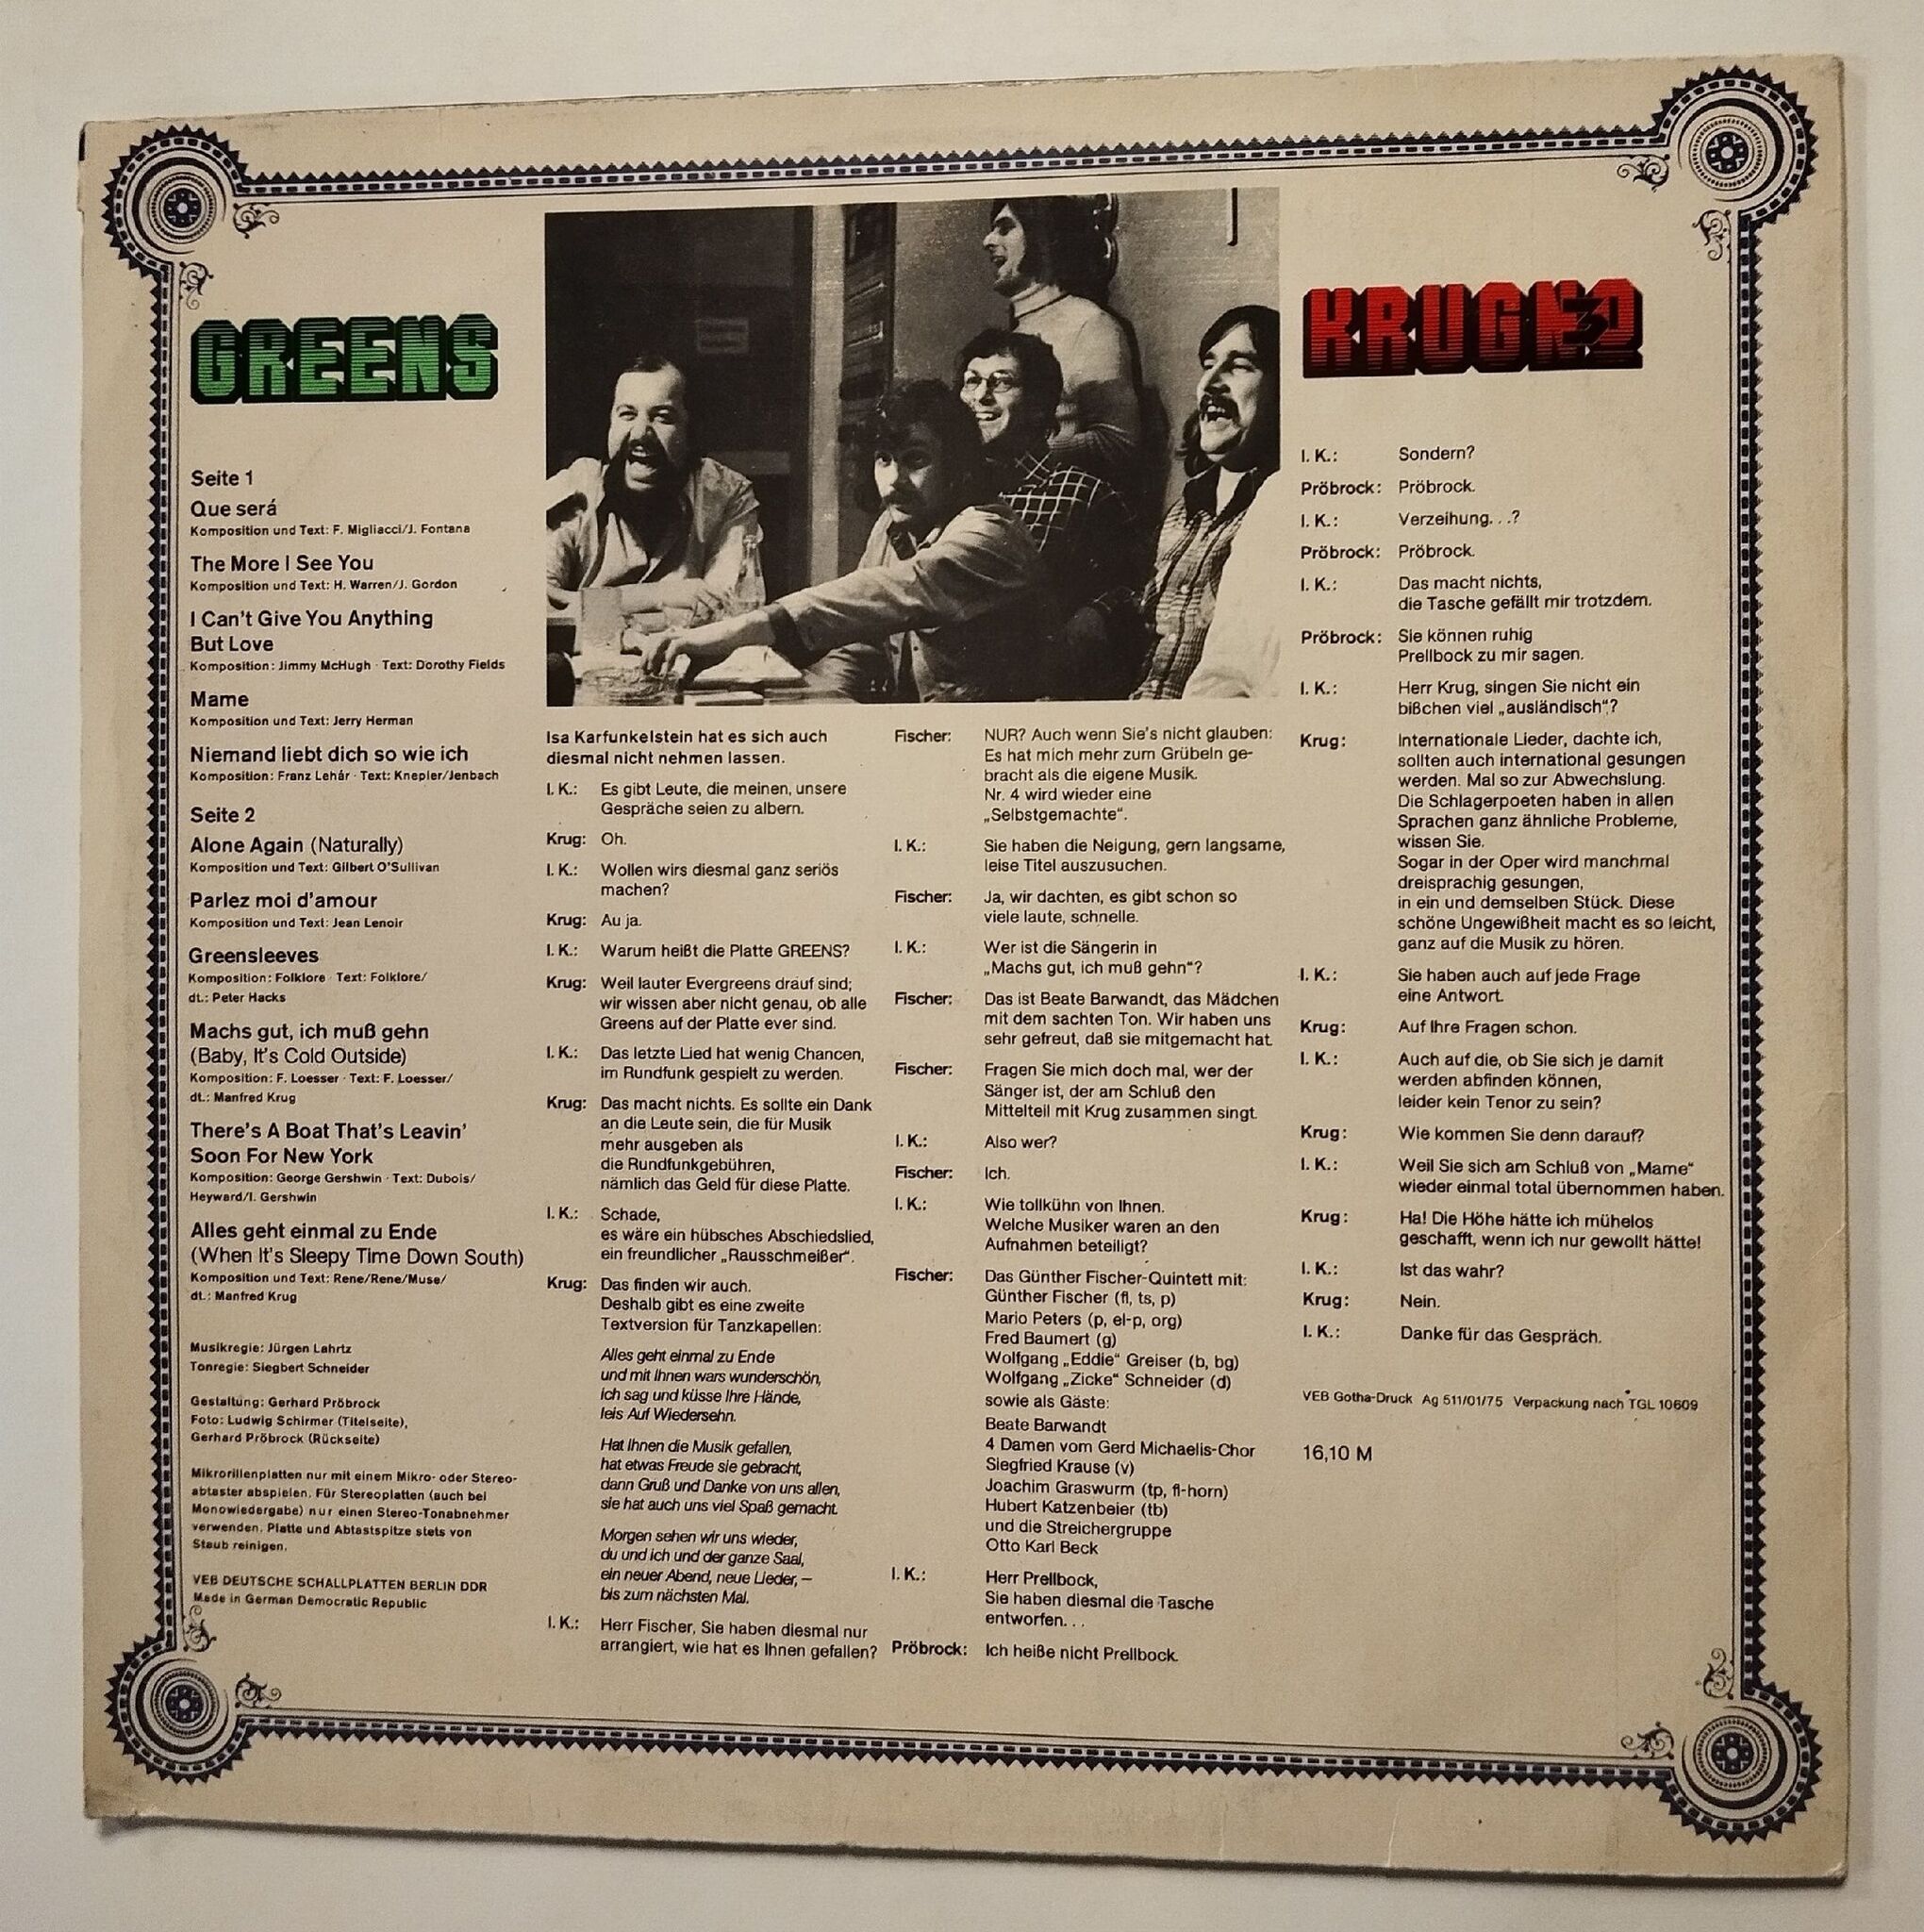 GREENS
Seite 1
Que será
Komposition und Text: F. Migliacci/J. Fontana
The More I See You
Komposition und Text: H. Warren/J. Gordon
I Can't Give You Anything
But Love
Komposition: Jimmy McHugh · Text: Dorothy Fields
Mame
Komposition und Text: Jerry Herman
Niemand liebt dich so wie ich
Komposition: Franz Lehár · Text: Knepler/Jenbach
Seite 2
Alone Again (Naturally)
Komposition und Text: Gilbert O'Sullivan
Parlez moi d'amour
Komposition und Text: Jean Lenoir
Greensleeves
Komposition: Folklore · Text: Folklore/
dt.: Peter Hacks
Machs gut, ich muß gehn
(Baby, It's Cold Outside)
Komposition: F. Loesser · Text: F. Loesser/
dt.: Manfred Krug
There's A Boat That's Leavin'
Soon For New York
Komposition: George Gershwin · Text: Dubois/
Heyward/I. Gershwin
Alles geht einmal zu Ende
(When It's Sleepy Time Down South)
Komposition und Text: Rene/Rene/Muse/
dt.: Manfred Krug
Musikregie: Jürgen Lahrtz
Tonregie: Siegbert Schneider
Gestaltung: Gerhard Pröbrock
Foto: Ludwig Schirmer (Titelseite),
Gerhard Pröbrock (Rückseite)
Mikrorillenplatten nur mit einem Mikro- oder Stereo-
abtaster abspielen. Für Stereoplatten (auch bei
Monowiedergabe) nur einen Stereo-Tonabnehmer
verwenden. Platte und Abtastspitze stets von
Staub reinigen.
VEB DEUTSCHE SCHALLPLATTEN BERLIN DDR
Made in German Democratic Republic
Isa Karfunkelstein hat es sich auch
diesmal nicht nehmen lassen.
I. K.: Es gibt Leute, die meinen, unsere
Gespräche seien zu albern.
Krug: Oh.
I. K.: Wollen wirs diesmal ganz seriös
machen?
Krug: Au ja.
I. K.: Warum heißt die Platte GREENS?
Krug: Weil lauter Evergreens drauf sind;
wir wissen aber nicht genau, ob alle
Greens auf der Platte ever sind.
I. K.: Das letzte Lied hat wenig Chancen,
im Rundfunk gespielt zu werden.
Krug: Das macht nichts. Es sollte ein Dank
an die Leute sein, die für Musik
mehr ausgeben als
die Rundfunkgebühren,
nämlich das Geld für diese Platte.
I. K.: Schade,
es wäre ein hübsches Abschiedslied,
ein freundlicher „Rausschmeißer“.
Krug: Das finden wir auch.
Deshalb gibt es eine zweite
Textversion für Tanzkapellen:
Alles geht einmal zu Ende
und mit Ihnen wars wunderschön,
ich sag und küsse Ihre Hände,
leis Auf Wiedersehn.
Hat Ihnen die Musik gefallen,
hat etwas Freude sie gebracht,
dann Gruß und Danke von uns allen,
sie hat auch uns viel Spaß gemacht.
Morgen sehen wir uns wieder,
du und ich und der ganze Saal,
ein neuer Abend, neue Lieder, –
bis zum nächsten Mal.
I. K.: Herr Fischer, Sie haben diesmal nur
arrangiert, wie hat es Ihnen gefallen?
Fischer: NUR? Auch wenn Sie's nicht glauben:
Es hat mich mehr zum Grübeln ge-
bracht als die eigene Musik.
Nr. 4 wird wieder eine
„Selbstgemachte“.
I. K.: Sie haben die Neigung, gern langsame,
leise Titel auszusuchen.
Fischer: Ja, wir dachten, es gibt schon so
viele laute, schnelle.
I. K.: Wer ist die Sängerin in
„Machs gut, ich muß gehn“?
Fischer: Das ist Beate Barwandt, das Mädchen
mit dem sachten Ton. Wir haben uns
sehr gefreut, daß sie mitgemacht hat.
Fischer: Fragen Sie mich doch mal, wer der
Sänger ist, der am Schluß den
Mittelteil mit Krug zusammen singt.
I. K.: Also wer?
Fischer: Ich.
I. K.: Wie tollkühn von Ihnen.
Welche Musiker waren an den
Aufnahmen beteiligt?
Fischer: Das Günther Fischer-Quintett mit:
Günther Fischer (fl, ts, p)
Mario Peters (p, el-p, org)
Fred Baumert (g)
Wolfgang „Eddie“ Greiser (b, bg)
Wolfgang „Zicke“ Schneider (d)
sowie als Gäste:
Beate Barwandt
4 Damen vom Gerd Michaelis-Chor
Siegfried Krause (v)
Joachim Graswurm (tp, fl-horn)
Hubert Katzenbeier (tb)
und die Streichergruppe
Otto Karl Beck
I. K.: Herr Prellbock,
Sie haben diesmal die Tasche
entworfen...
Pröbrock: Ich heiße nicht Prellbock.
KRUG No 3
I. K.: Sondern?
Pröbrock: Pröbrock.
I. K.: Verzeihung...?
Pröbrock: Pröbrock.
I. K.: Das macht nichts,
die Tasche gefällt mir trotzdem.
Pröbrock: Sie können ruhig
Prellbock zu mir sagen.
I. K.: Herr Krug, singen Sie nicht ein
bißchen viel „ausländisch“?
Krug: Internationale Lieder, dachte ich,
sollten auch international gesungen
werden. Mal so zur Abwechslung.
Die Schlagerpoeten haben in allen
Sprachen ganz ähnliche Probleme,
wissen Sie.
Sogar in der Oper wird manchmal
dreisprachig gesungen,
in ein und demselben Stück. Diese
schöne Ungewißheit macht es so leicht,
ganz auf die Musik zu hören.
I. K.: Sie haben auch auf jede Frage
eine Antwort.
Krug: Auf Ihre Fragen schon.
I. K.: Auch auf die, ob Sie sich je damit
werden abfinden können,
leider kein Tenor zu sein?
Krug: Wie kommen Sie denn darauf?
I. K.: Weil Sie sich am Schluß von „Mame“
wieder einmal total übernommen haben.
Krug: Ha! Die Höhe hätte ich mühelos
geschafft, wenn ich nur gewollt hätte!
I. K.: Ist das wahr?
Krug: Nein.
I. K.: Danke für das Gespräch.
VEB Gotha-Druck Ag 511/01/75 Verpackung nach TGL 10609
16,10 M